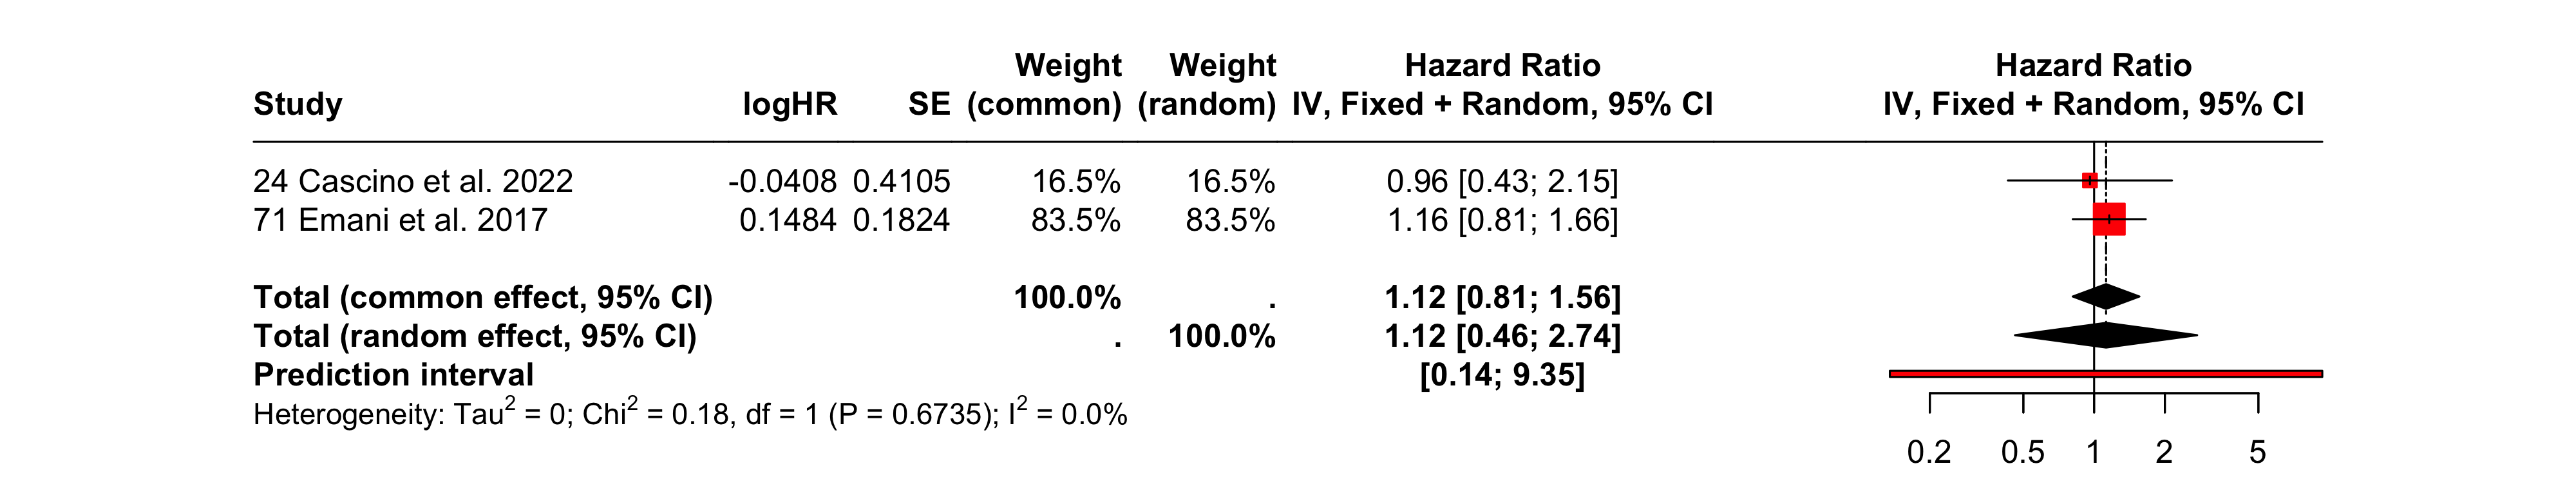 Weight Weight Hazard Ratio Hazard Ratio
Study logHR SE (common) (random) IV, Fixed + Random, 95% CI IV, Fixed + Random, 95% CI
24 Cascino et al. 2022 -0.0408 0.4105 16.5% 16.5% 0.96 [0.43; 2.15]
71 Emani et al. 2017 0.1484 0.1824 83.5% 83.5% 1.16 [0.81; 1.66]
Total (common effect, 95% CI) 100.0% . 1.12 [0.81; 1.56]
Total (random effect, 95% CI) . 100.0% 1.12 [0.46; 2.74]
Prediction interval [0.14; 9.35]
Heterogeneity: Tau² = 0; Chi² = 0.18, df = 1 (P = 0.6735); I² = 0.0%
0.2 0.5 1 2 5